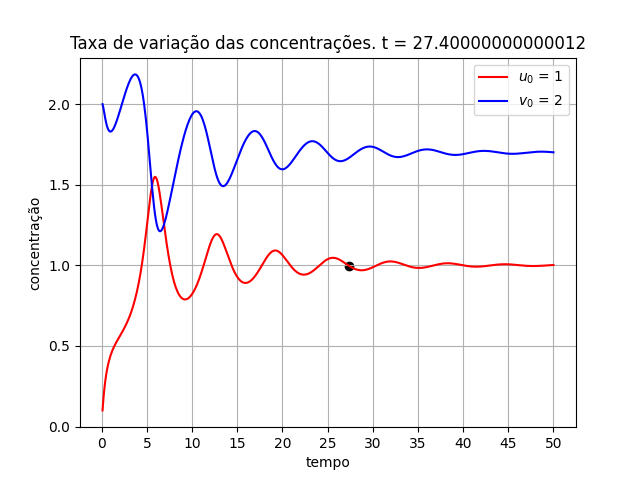 Taxa de variação das concentrações. t = 27.40000000000012
u₀ = 1
v₀ = 2
concentração
2.0
1.5
1.0
0.5
0.0
0 5 10 15 20 25 30 35 40 45 50
tempo